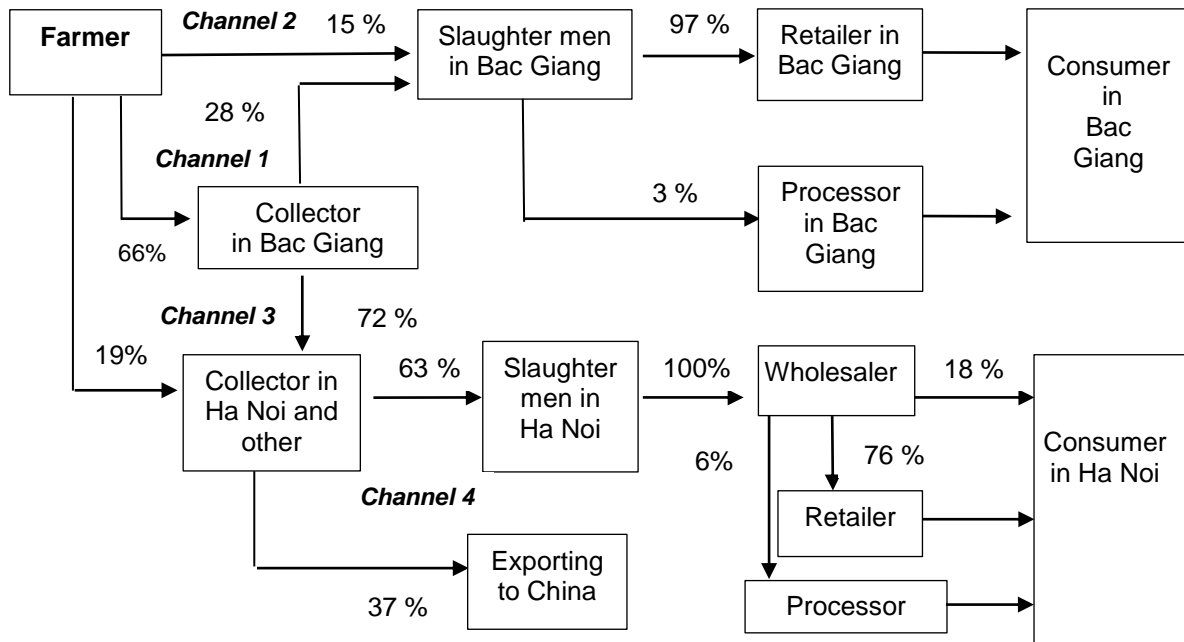 Farmer
Channel 2
15 %
Slaughter men
in Bac Giang
97 %
Retailer in
Bac Giang
Consumer
in
Bac
Giang
28 %
Channel 1
Collector
in Bac Giang
66%
3 %
Processor
in Bac
Giang
Channel 3
72 %
19%
Collector in
Ha Noi and
other
63 %
Slaughter
men in
Ha Noi
100%
Wholesaler
18 %
Consumer
in Ha Noi
6%
76 %
Retailer
Processor
Channel 4
37 %
Exporting
to China